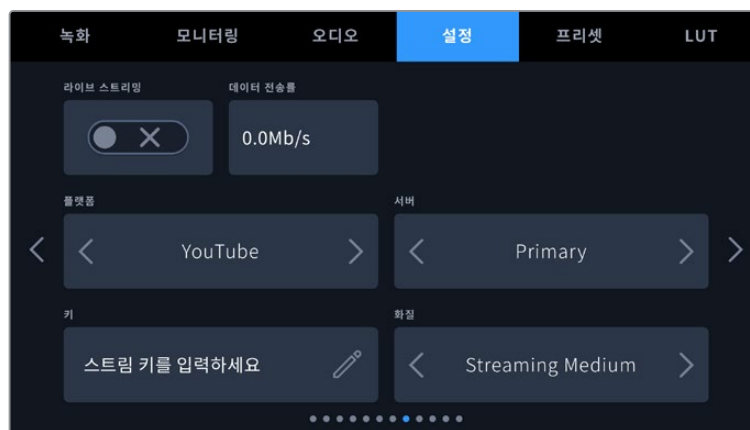 녹화 모니터링 오디오 설정 프리셋 LUT
라이브 스트리밍 데이터 전송률
0.0Mb/s
플랫폼 서버
YouTube Primary
키 화질
스트림 키를 입력하세요 Streaming Medium